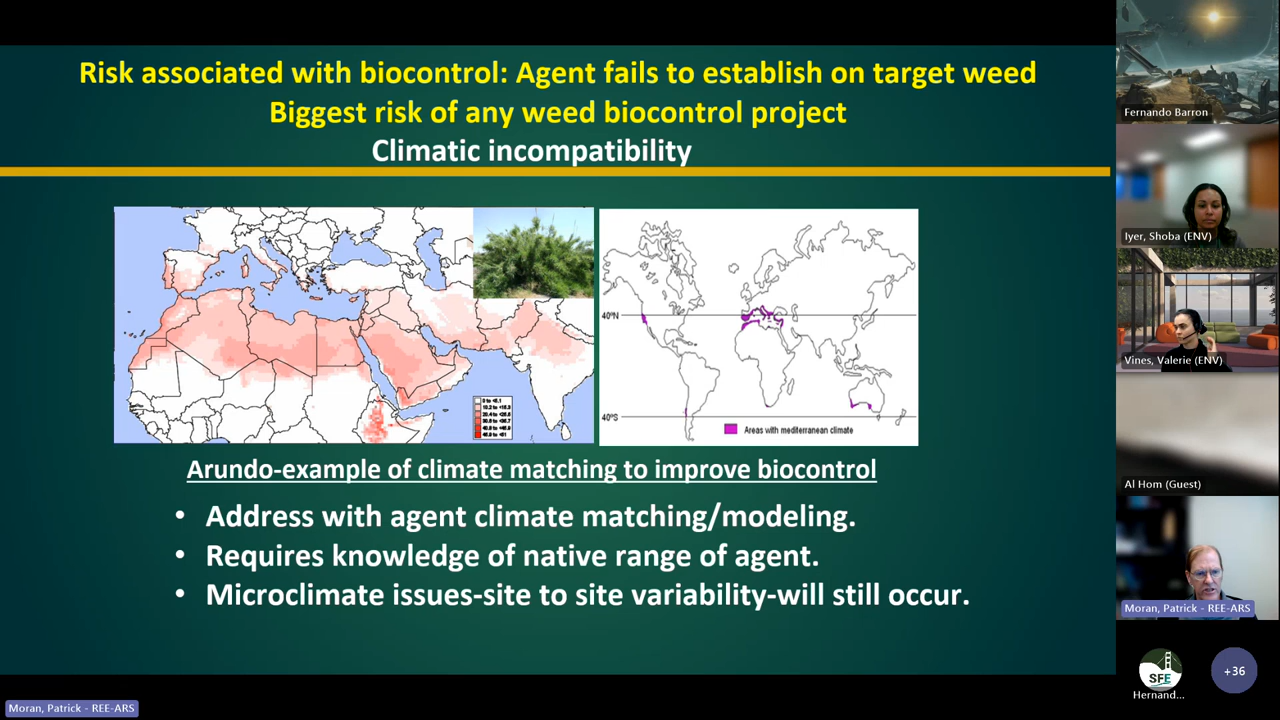 Risk associated with biocontrol: Agent fails to establish on target weed
Biggest risk of any weed biocontrol project
Climatic incompatibility
40°N
40°S
Areas with mediterranean climate
Arundo-example of climate matching to improve biocontrol
• Address with agent climate matching/modeling.
• Requires knowledge of native range of agent.
• Microclimate issues-site to site variability-will still occur.
Moran, Patrick - REE-ARS
Fernando Barron
Iyer, Shoba (ENV)
Vines, Valerie (ENV)
Al Hom (Guest)
Moran, Patrick - REE-ARS
SFE
Hernand...
+36